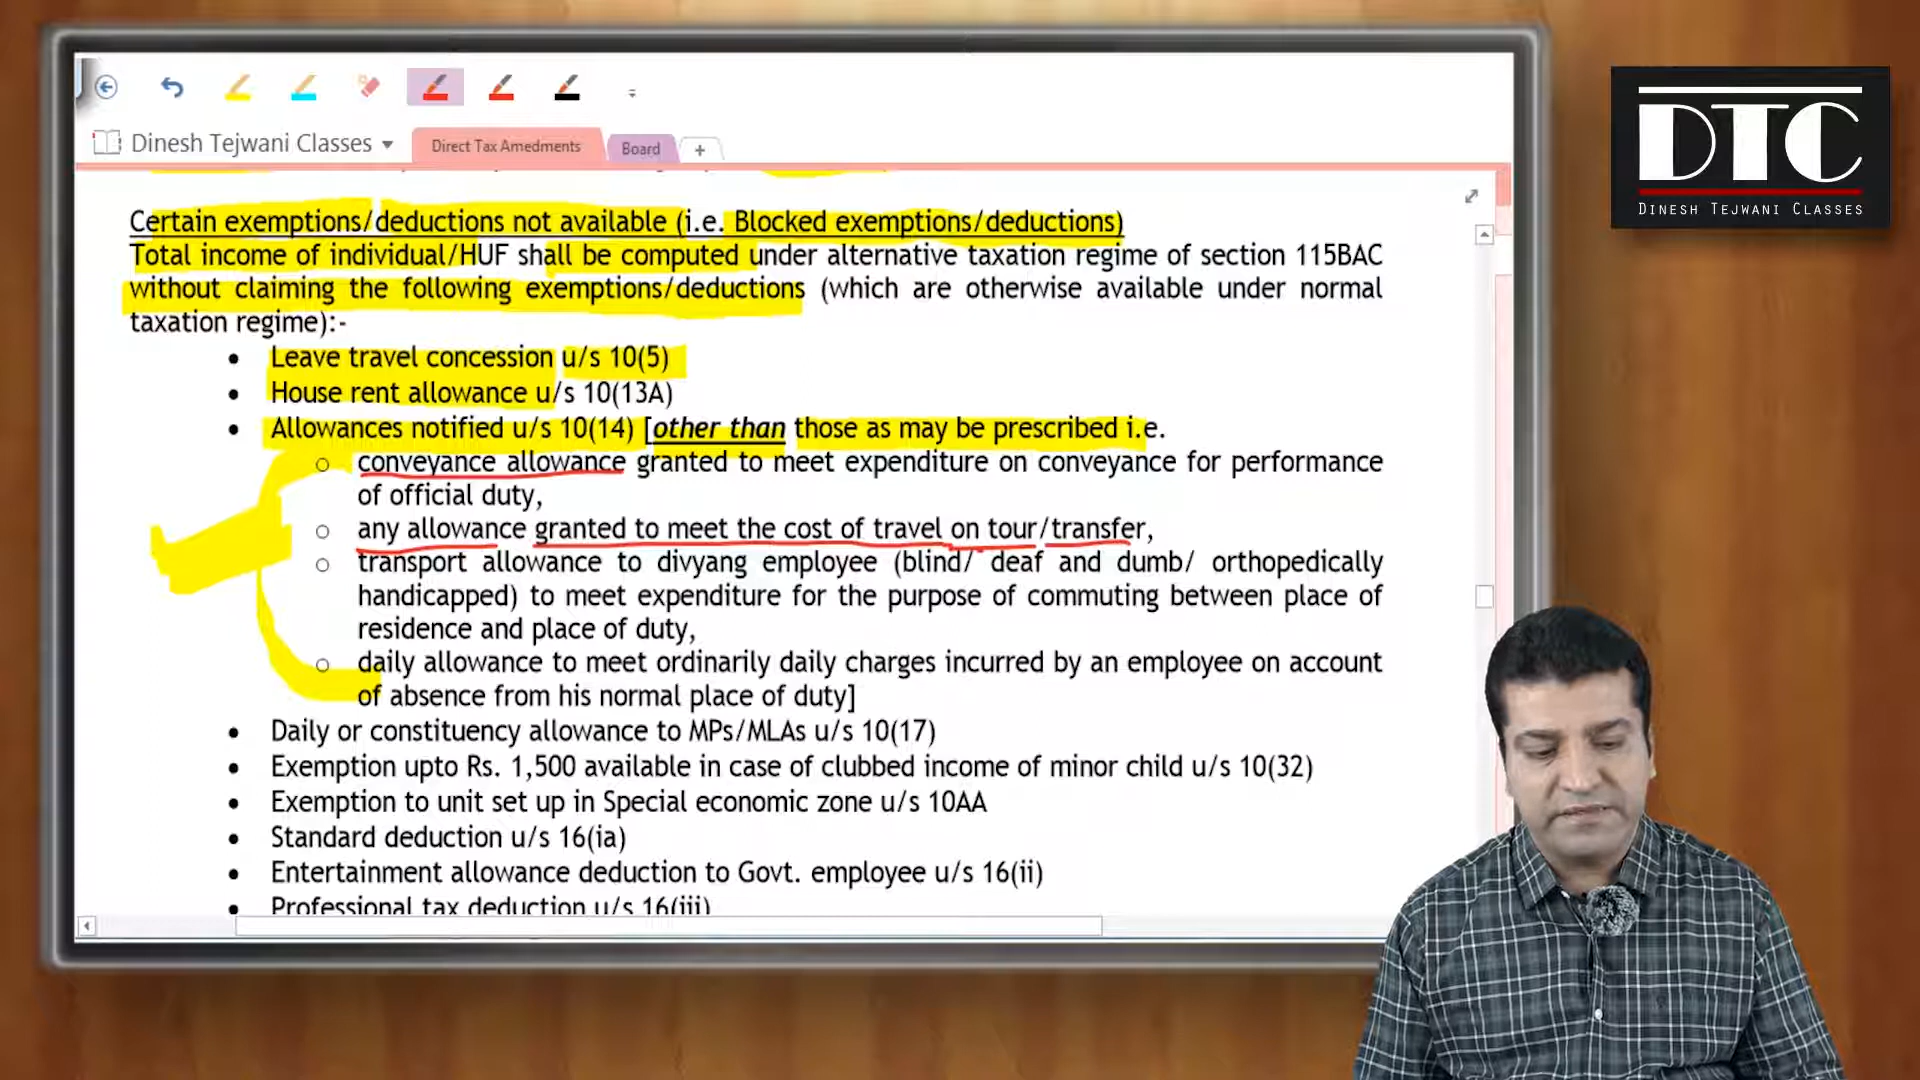 Dinesh Tejwani Classes
Direct Tax Amedments
Board
DTC
DINESH TEJWANI CLASSES
Certain exemptions/deductions not available (i.e. Blocked exemptions/deductions)
Total income of individual/HUF shall be computed under alternative taxation regime of section 115BAC
without claiming the following exemptions/deductions (which are otherwise available under normal
taxation regime):-
• Leave travel concession u/s 10(5)
• House rent allowance u/s 10(13A)
• Allowances notified u/s 10(14) [other than those as may be prescribed i.e.
o conveyance allowance granted to meet expenditure on conveyance for performance
of official duty,
o any allowance granted to meet the cost of travel on tour/transfer,
o transport allowance to divyang employee (blind/ deaf and dumb/ orthopedically
handicapped) to meet expenditure for the purpose of commuting between place of
residence and place of duty,
o daily allowance to meet ordinarily daily charges incurred by an employee on account
of absence from his normal place of duty]
• Daily or constituency allowance to MPs/MLAs u/s 10(17)
• Exemption upto Rs. 1,500 available in case of clubbed income of minor child u/s 10(32)
• Exemption to unit set up in Special economic zone u/s 10AA
• Standard deduction u/s 16(ia)
• Entertainment allowance deduction to Govt. employee u/s 16(ii)
• Professional tax deduction u/s 16(iii)